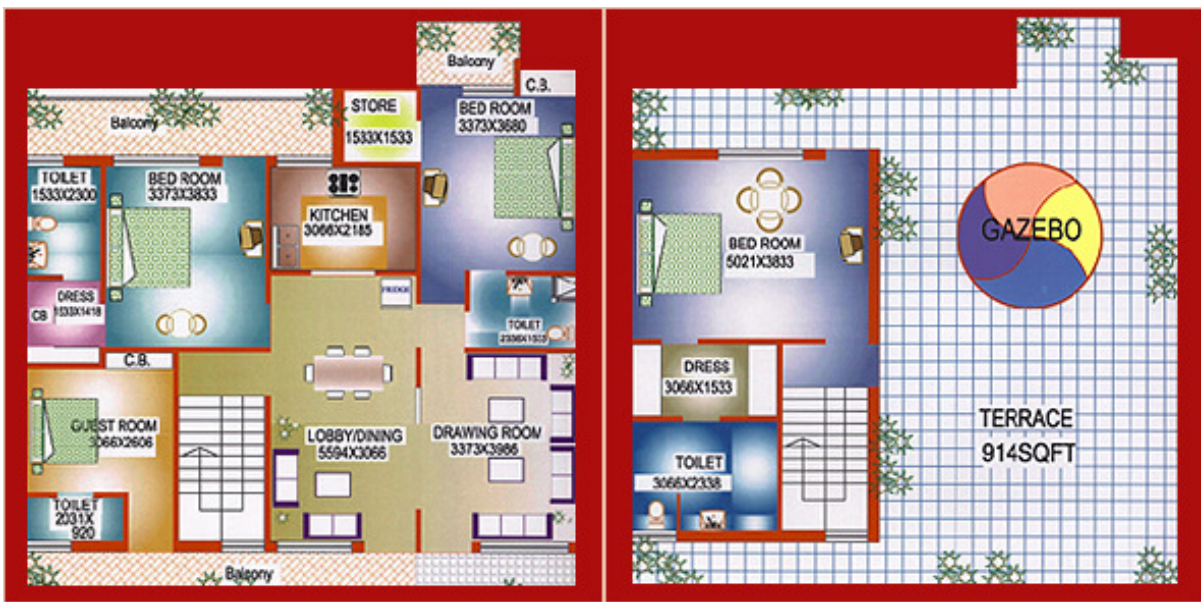 Balcony
C.B.
STORE
1533X1533
BED ROOM
3373X3680
Balcony
TOILET
1533X2300
BED ROOM
3373X3833
KITCHEN
3066X2185
FREDGE
DRESS
1533X1418
CB
TOILET
C.B.
GUEST ROOM
3066X2606
LOBBY/DINING
5594X3066
DRAWING ROOM
3373X3986
TOILET
2031X
920
Balcony
BED ROOM
5021X3833
GAZEBO
DRESS
3066X1533
TERRACE
914SQFT
TOILET
3066X2338